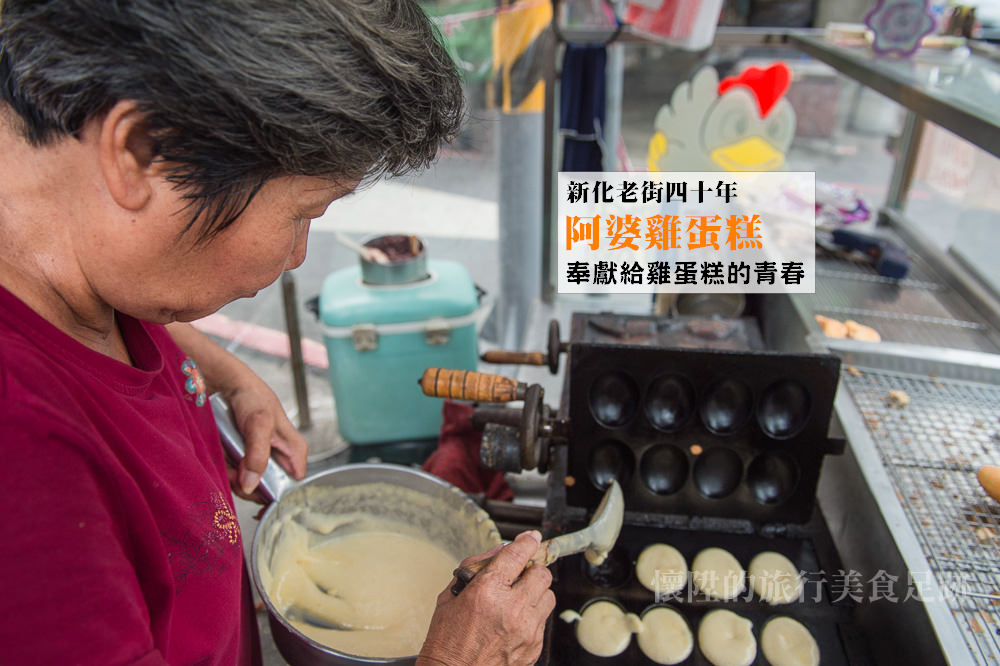 新化老街四十年
阿婆雞蛋糕
奉獻給雞蛋糕的青春
懷陞的旅行美食足跡